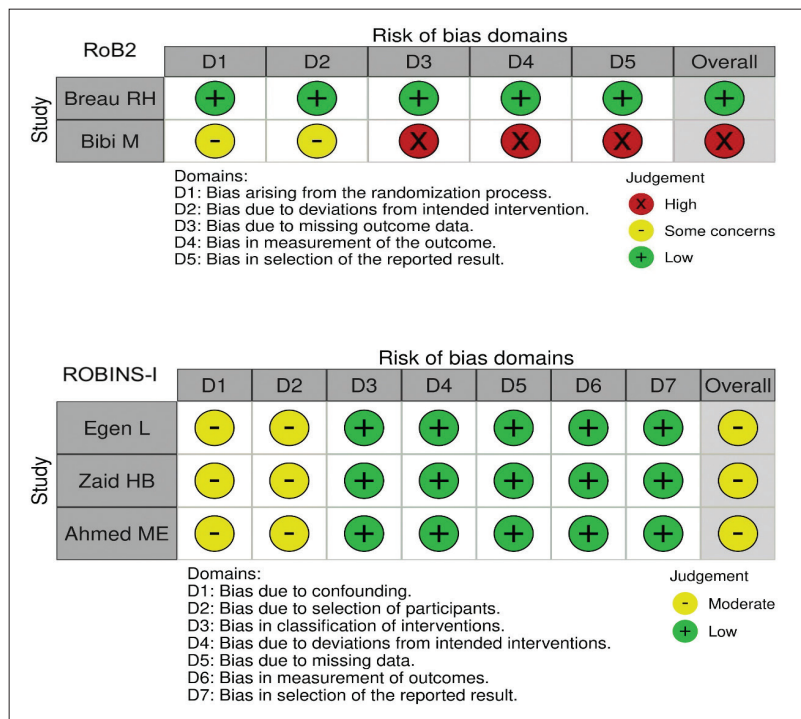 Risk of bias domains
RoB2 D1 D2 D3 D4 D5 Overall
Study
Breau RH + + + + + +
Bibi M - - X X X X
Domains:
D1: Bias arising from the randomization process.
D2: Bias due to deviations from intended intervention.
D3: Bias due to missing outcome data.
D4: Bias in measurement of the outcome.
D5: Bias in selection of the reported result.
Judgement
X High
- Some concerns
+ Low
Risk of bias domains
ROBINS-I D1 D2 D3 D4 D5 D6 D7 Overall
Study
Egen L - - + + + + + -
Zaid HB - - + + + + + -
Ahmed ME - - + + + + + -
Domains:
D1: Bias due to confounding.
D2: Bias due to selection of participants.
D3: Bias in classification of interventions.
D4: Bias due to deviations from intended interventions.
D5: Bias due to missing data.
D6: Bias in measurement of outcomes.
D7: Bias in selection of the reported result.
Judgement
- Moderate
+ Low